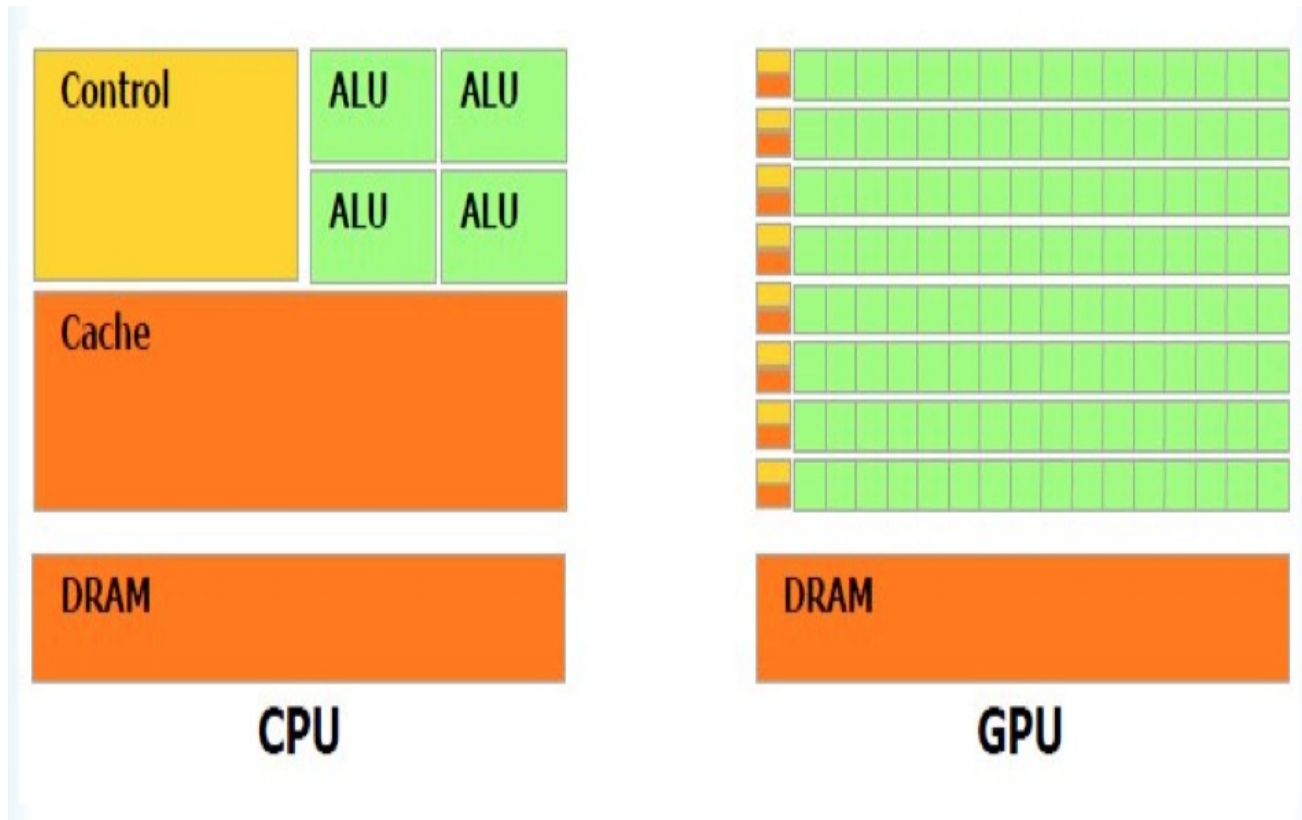 Control
ALU ALU
ALU ALU
Cache
DRAM
CPU
DRAM
GPU